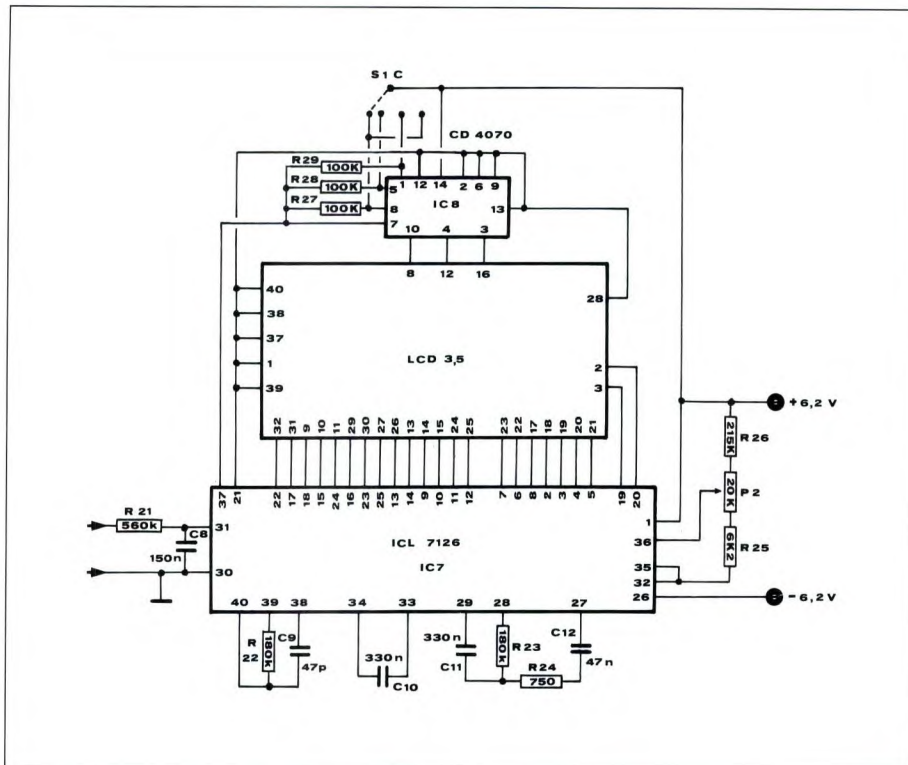 S1C
CD 4070
R29 100K
R28 100K
R27 100K
1 12 14 2 6 9
5
8
7
IC8
13
10 4 3
8 12 16
40
38
37
1
39
28
LCD 3,5
2
3
32 31 9 10 11 29 30 27 26 13 14 15 24 25 23 22 17 18 19 20 21
+6,2 V
R26
215K
20K P2
6K2 R25
-6,2V
37 21 22 17 18 15 24 16 23 25 13 14 9 10 11 12 7 6 8 2 3 4 5 19 20
R 21
560k
C8
150n
31
30
ICL 7126
IC7
1
36
35
32
26
40 39 38 34 33 29 28 27
R 22 180k
C9
47p
330n
C10
330n
C11
180k R23
R24
750
C12
47n